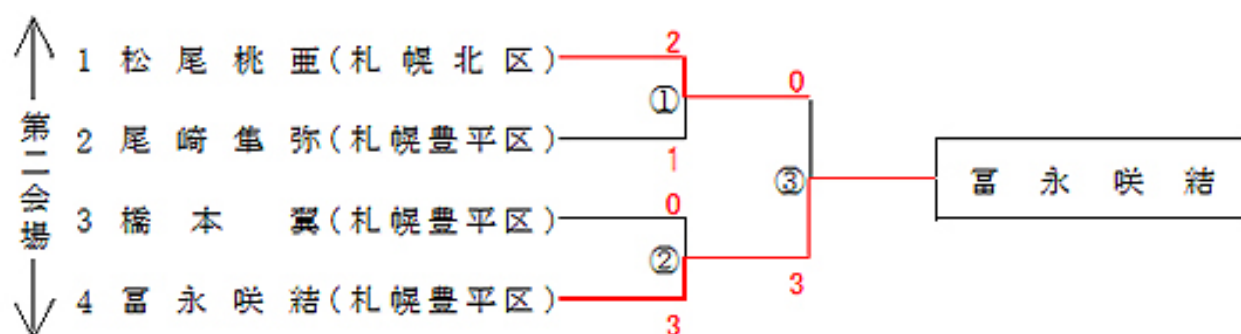 第二会場
1 松尾桃亜(札幌北区)
2 尾崎隼弥(札幌豊平区)
3 橋本 翼(札幌豊平区)
4 冨永咲結(札幌豊平区)
2
①
1
0
②
3
0
③
3
冨永咲結